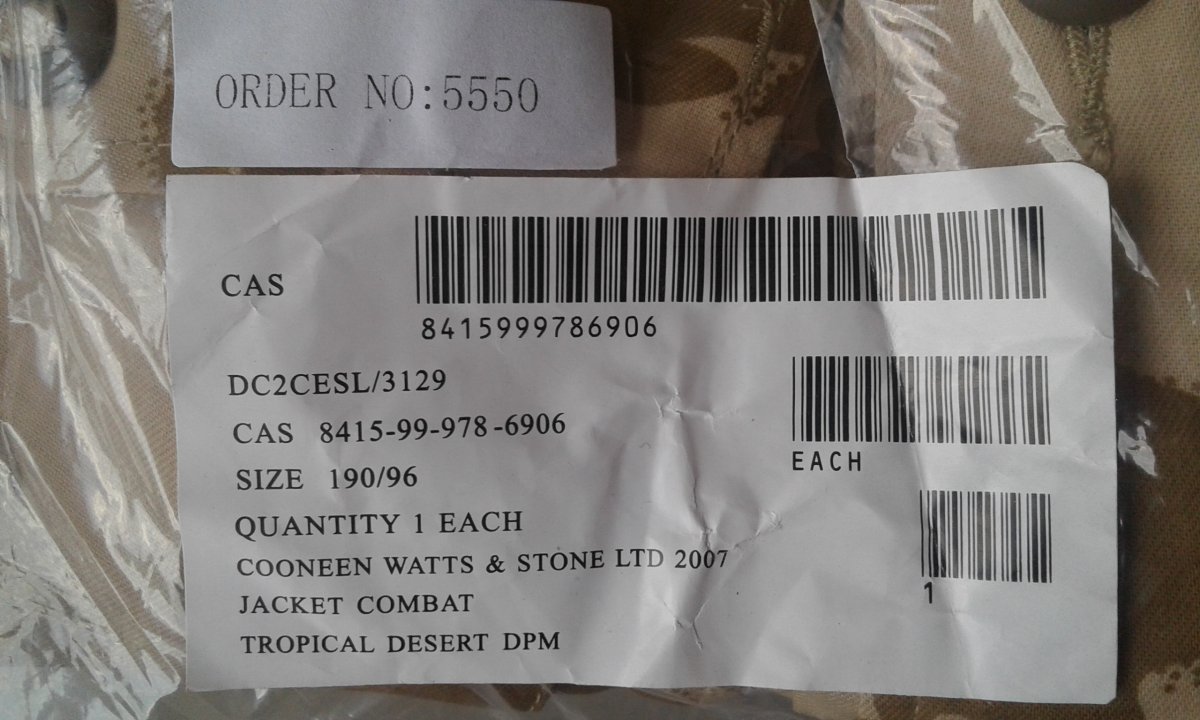 ORDER NO:5550
CAS
8415999786906
DC2CESL/3129
CAS 8415-99-978-6906
EACH
SIZE 190/96
QUANTITY 1 EACH
COONEEN WATTS & STONE LTD 2007
1
JACKET COMBAT
TROPICAL DESERT DPM